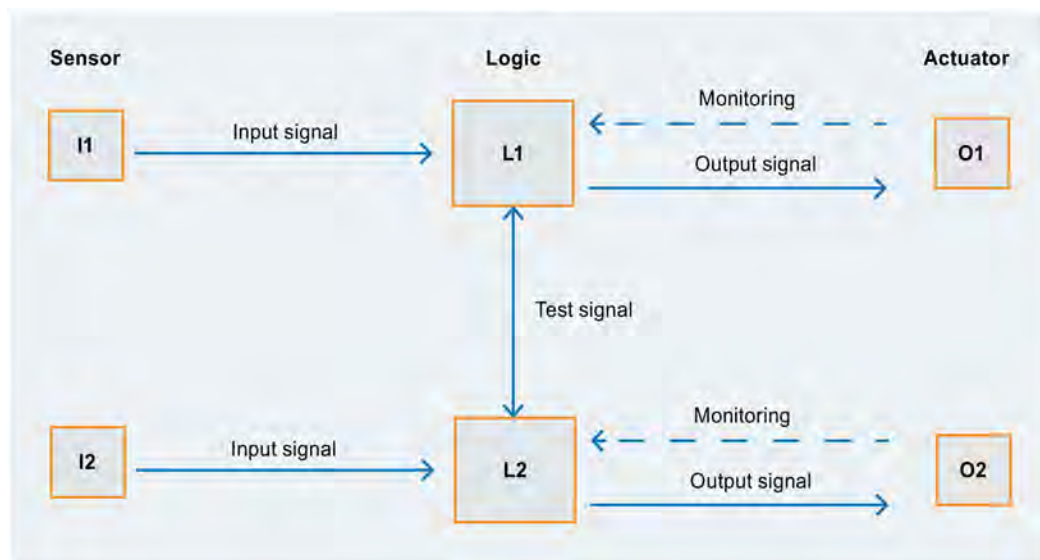 Sensor
Logic
Actuator
I1
Input signal
L1
Monitoring
Output signal
O1
Test signal
I2
Input signal
L2
Monitoring
Output signal
O2